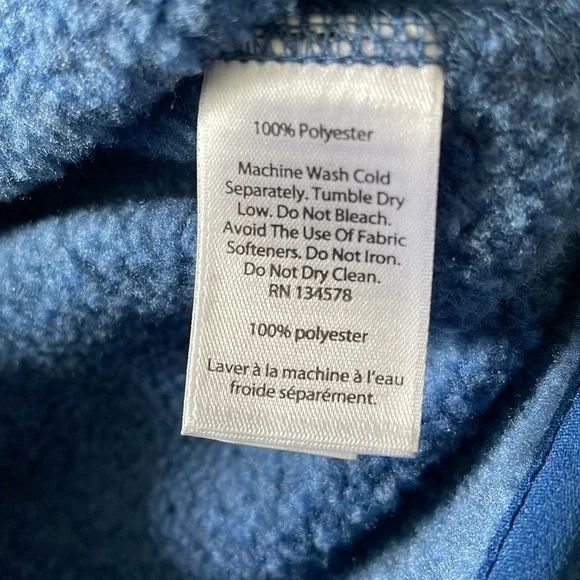 100% Polyester
Machine Wash Cold
Separately. Tumble Dry
Low. Do Not Bleach.
Avoid The Use Of Fabric
Softeners. Do Not Iron.
Do Not Dry Clean.
RN 134578
100% polyester
Laver à la machine à l'eau
froide séparément.